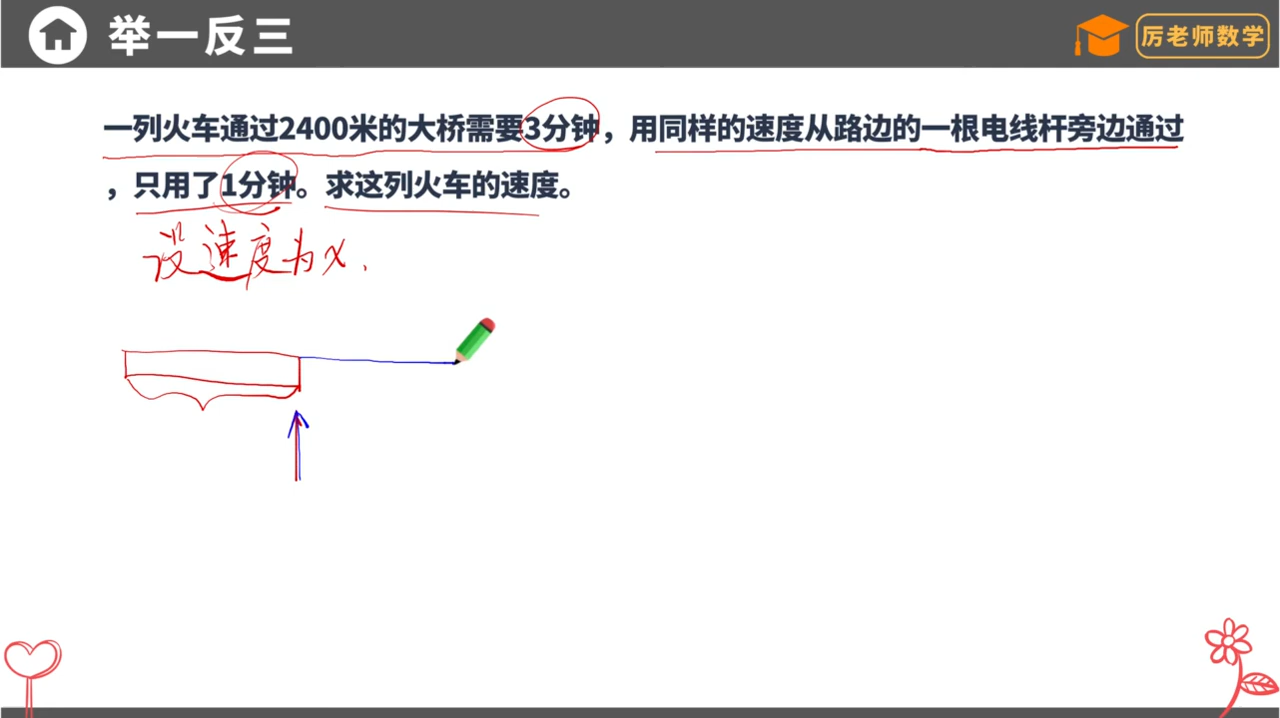 举一反三
厉老师数学
一列火车通过2400米的大桥需要3分钟，用同样的速度从路边的一根电线杆旁边通过
，只用了1分钟。求这列火车的速度。
设速度为x.